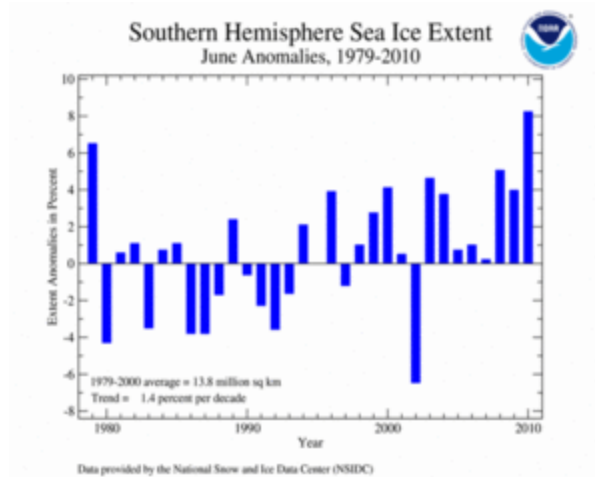 Southern Hemisphere Sea Ice Extent
June Anomalies, 1979-2010
NOAA
10
8
6
4
2
0
-2
-4
-6
-8
Extent Anomalies in Percent
1979-2000 average = 13.8 million sq km
Trend = 1.4 percent per decade
1980 1990 2000 2010
Year
Data provided by the National Snow and Ice Data Center (NSIDC)